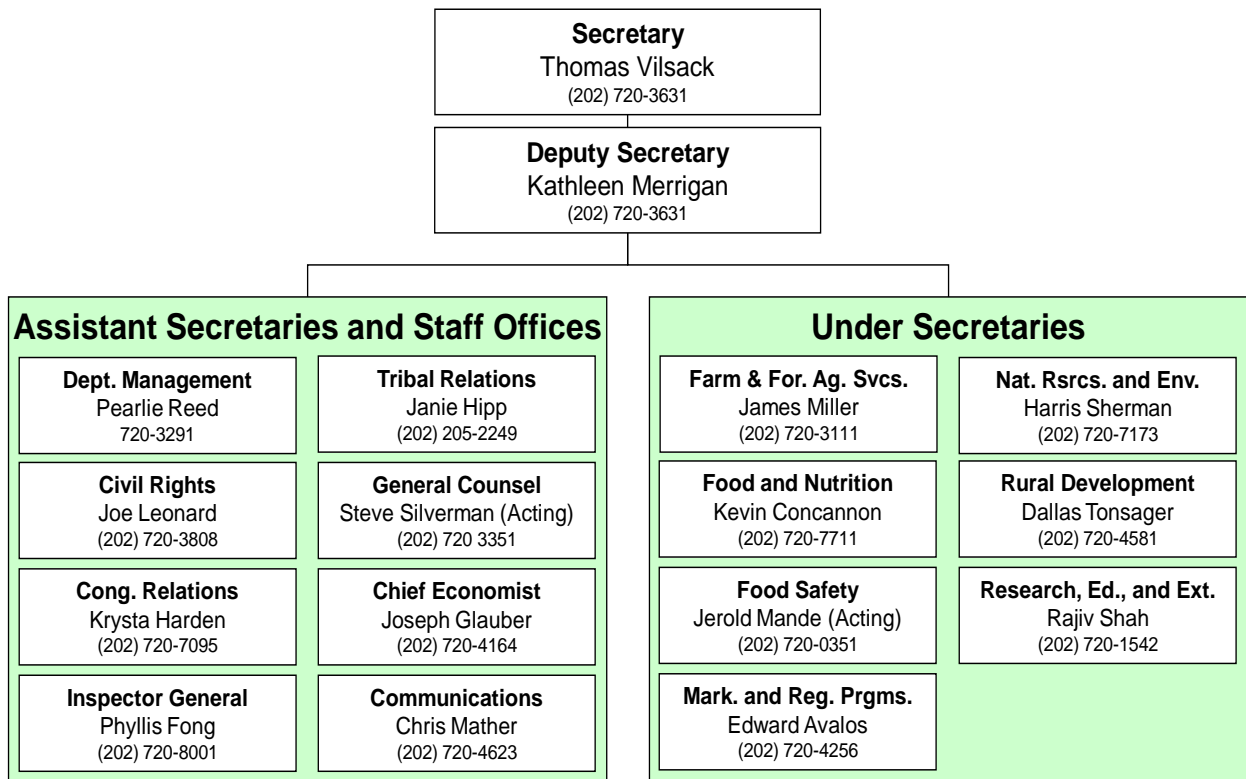 Secretary
Thomas Vilsack
(202) 720-3631
Deputy Secretary
Kathleen Merrigan
(202) 720-3631
Assistant Secretaries and Staff Offices
Dept. Management
Pearlie Reed
720-3291
Tribal Relations
Janie Hipp
(202) 205-2249
Civil Rights
Joe Leonard
(202) 720-3808
General Counsel
Steve Silverman (Acting)
(202) 720 3351
Cong. Relations
Krysta Harden
(202) 720-7095
Chief Economist
Joseph Glauber
(202) 720-4164
Inspector General
Phyllis Fong
(202) 720-8001
Communications
Chris Mather
(202) 720-4623
Under Secretaries
Farm & For. Ag. Svcs.
James Miller
(202) 720-3111
Nat. Rsrcs. and Env.
Harris Sherman
(202) 720-7173
Food and Nutrition
Kevin Concannon
(202) 720-7711
Rural Development
Dallas Tonsager
(202) 720-4581
Food Safety
Jerold Mande (Acting)
(202) 720-0351
Research, Ed., and Ext.
Rajiv Shah
(202) 720-1542
Mark. and Reg. Prgms.
Edward Avalos
(202) 720-4256